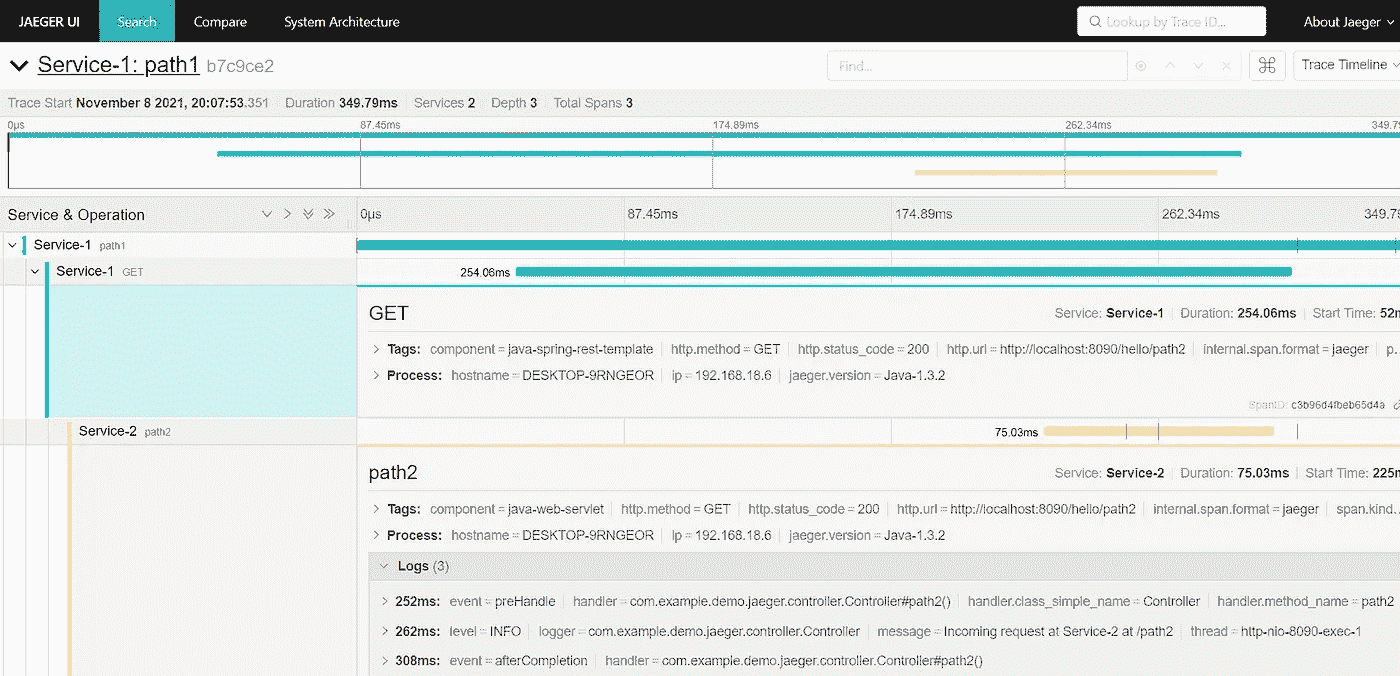 JAEGER UI Search Compare System Architecture Lookup by Trace ID... About Jaeger
Service-1: path1 b7c9ce2 Find... Trace Timeline
Trace Start November 8 2021, 20:07:53.351 Duration 349.79ms Services 2 Depth 3 Total Spans 3
0μs 87.45ms 174.89ms 262.34ms 349.79
Service & Operation 0μs 87.45ms 174.89ms 262.34ms 349.79
Service-1 path1
Service-1 GET 254.06ms
GET Service: Service-1 Duration: 254.06ms Start Time: 52m
Tags: component = java-spring-rest-template http.method = GET http.status_code = 200 http.url = http://localhost:8090/hello/path2 internal.span.format = jaeger p...
Process: hostname = DESKTOP-9RNGEOR ip = 192.168.18.6 jaeger.version = Java-1.3.2
SpanID: c3b96d4fbeb65d4a
Service-2 path2 75.03ms
path2 Service: Service-2 Duration: 75.03ms Start Time: 225m
Tags: component = java-web-servlet http.method = GET http.status_code = 200 http.url = http://localhost:8090/hello/path2 internal.span.format = jaeger span.kind...
Process: hostname = DESKTOP-9RNGEOR ip = 192.168.18.6 jaeger.version = Java-1.3.2
Logs (3)
252ms: event = preHandle handler = com.example.demo.jaeger.controller.Controller#path2() handler.class_simple_name = Controller handler.method_name = path2
262ms: level = INFO logger = com.example.demo.jaeger.controller.Controller message = Incoming request at Service-2 at /path2 thread = http-nio-8090-exec-1
308ms: event = afterCompletion handler = com.example.demo.jaeger.controller.Controller#path2()